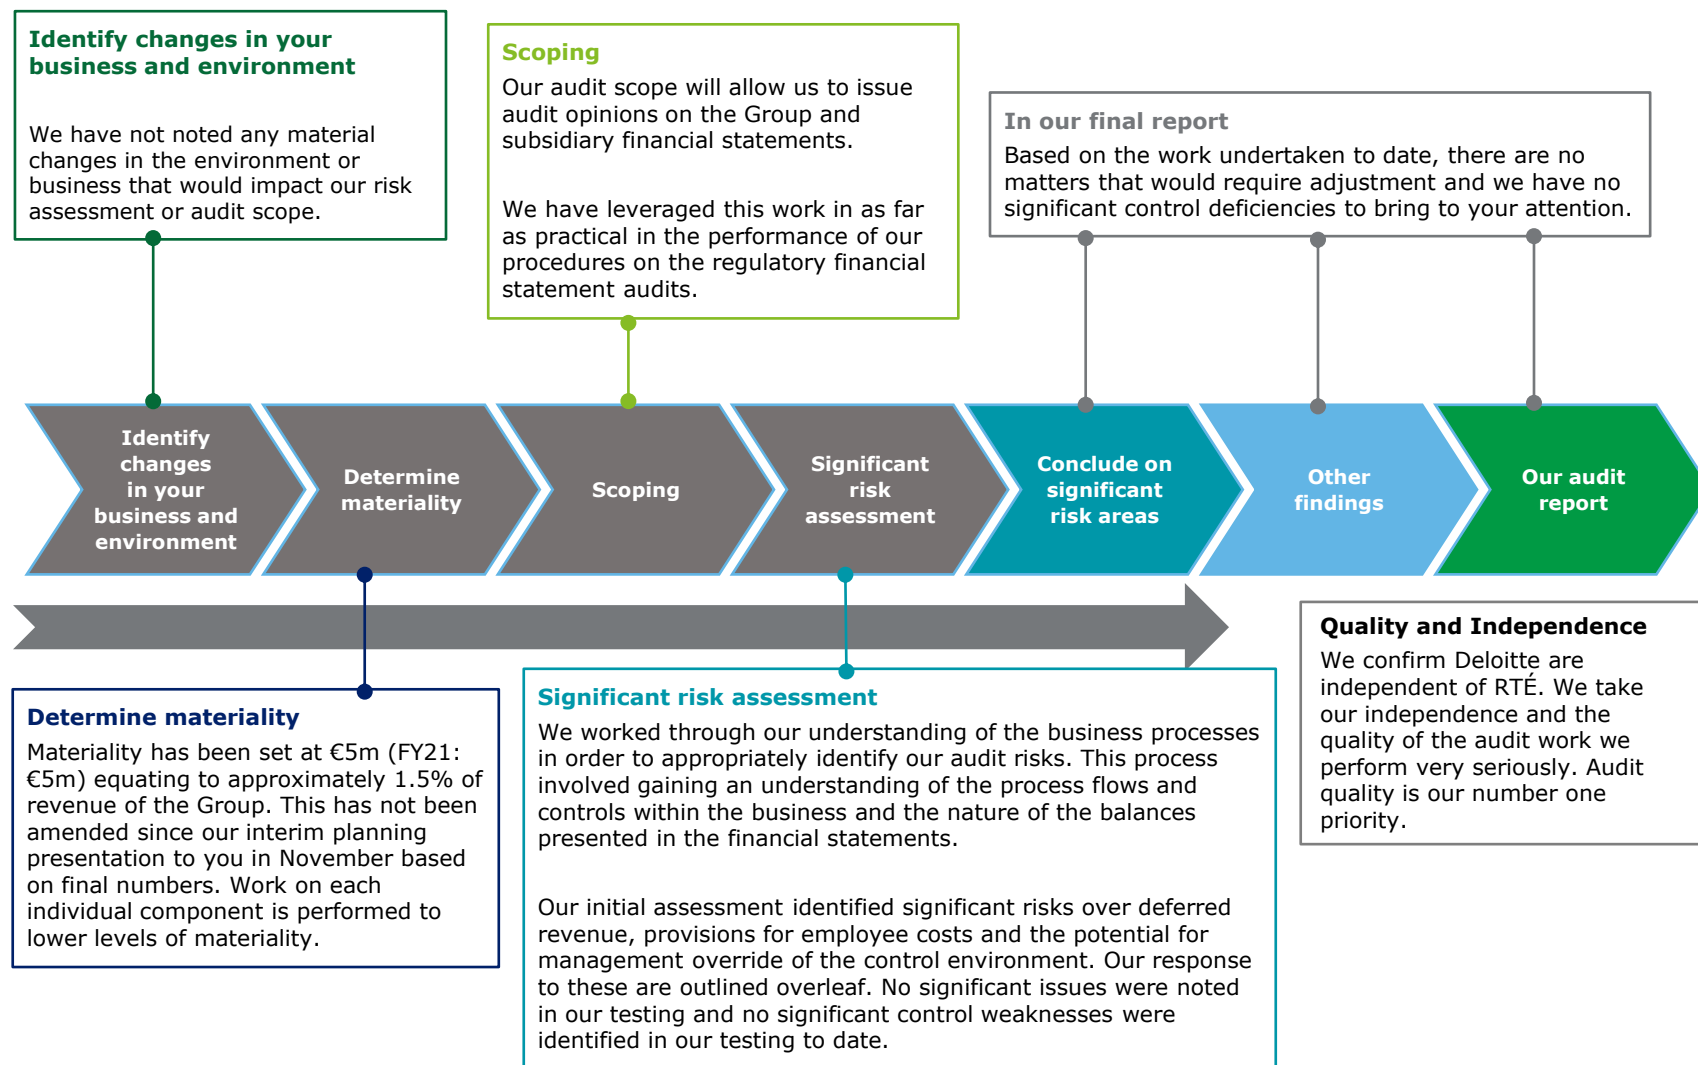 Identify changes in your
business and environment
We have not noted any material
changes in the environment or
business that would impact our risk
assessment or audit scope.
Scoping
Our audit scope will allow us to issue
audit opinions on the Group and
subsidiary financial statements.
We have leveraged this work in as far
as practical in the performance of our
procedures on the regulatory financial
statement audits.
In our final report
Based on the work undertaken to date, there are no
matters that would require adjustment and we have no
significant control deficiencies to bring to your attention.
Identify
changes
in your
business and
environment
Determine
materiality
Scoping
Significant
risk
assessment
Conclude on
significant
risk areas
Other
findings
Our audit
report
Determine materiality
Materiality has been set at €5m (FY21:
€5m) equating to approximately 1.5% of
revenue of the Group. This has not been
amended since our interim planning
presentation to you in November based
on final numbers. Work on each
individual component is performed to
lower levels of materiality.
Significant risk assessment
We worked through our understanding of the business processes
in order to appropriately identify our audit risks. This process
involved gaining an understanding of the process flows and
controls within the business and the nature of the balances
presented in the financial statements.
Our initial assessment identified significant risks over deferred
revenue, provisions for employee costs and the potential for
management override of the control environment. Our response
to these are outlined overleaf. No significant issues were noted
in our testing and no significant control weaknesses were
identified in our testing to date.
Quality and Independence
We confirm Deloitte are
independent of RTÉ. We take
our independence and the
quality of the audit work we
perform very seriously. Audit
quality is our number one
priority.